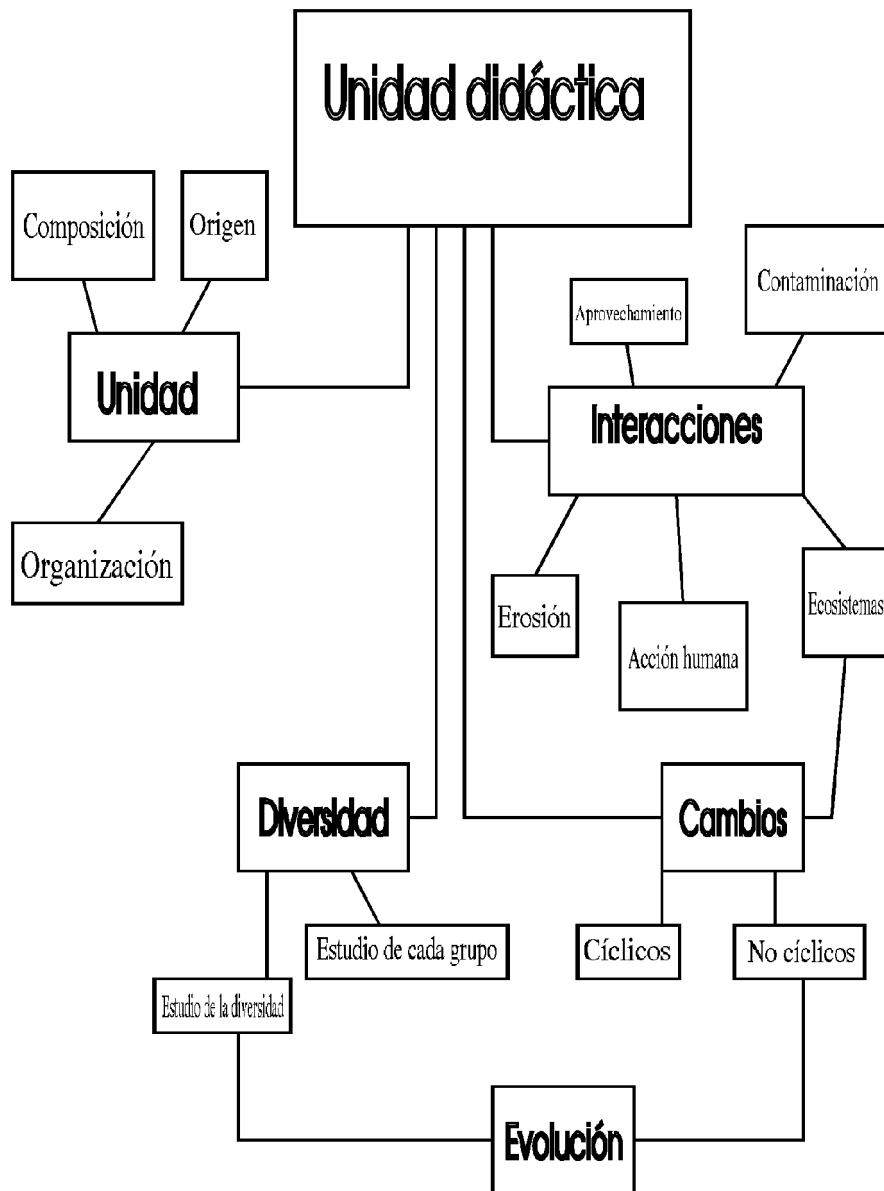 Unidad didáctica
Composición
Origen
Contaminación
Aprovechamiento
Unidad
Interacciones
Organización
Erosión
Acción humana
Ecosistemas
Diversidad
Cambios
Estudio de cada grupo
Cíclicos
No cíclicos
Estudio de la diversidad
Evolución